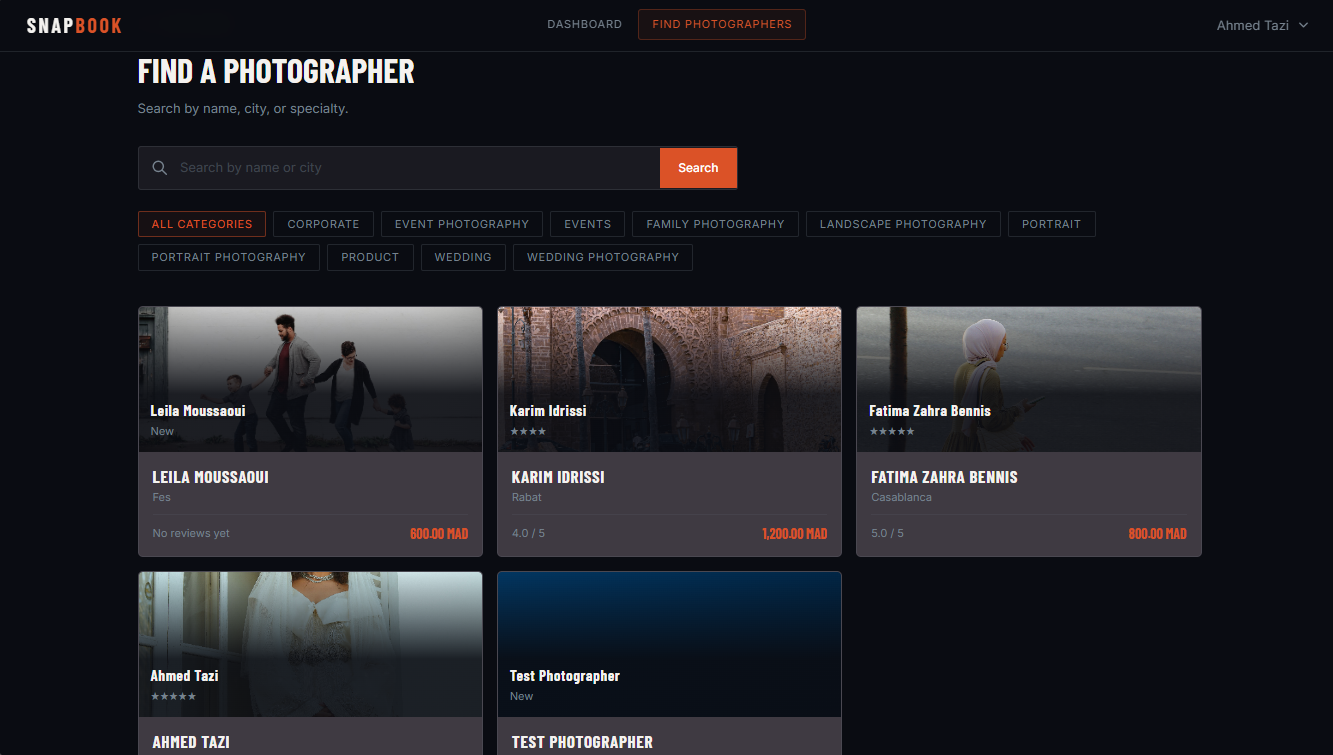 SNAPBOOK DASHBOARD FIND PHOTOGRAPHERS Ahmed Tazi
FIND A PHOTOGRAPHER
Search by name, city, or specialty.
Search by name or city Search
ALL CATEGORIES CORPORATE EVENT PHOTOGRAPHY EVENTS FAMILY PHOTOGRAPHY LANDSCAPE PHOTOGRAPHY PORTRAIT
PORTRAIT PHOTOGRAPHY PRODUCT WEDDING WEDDING PHOTOGRAPHY
Leila Moussaoui
New
LEILA MOUSSAOUI
Fes
No reviews yet 600.00 MAD
Karim Idrissi
★★★★
KARIM IDRISSI
Rabat
4.0 / 5 1,200.00 MAD
Fatima Zahra Bennis
★★★★★
FATIMA ZAHRA BENNIS
Casablanca
5.0 / 5 800.00 MAD
Ahmed Tazi
★★★★★
AHMED TAZI
Test Photographer
New
TEST PHOTOGRAPHER